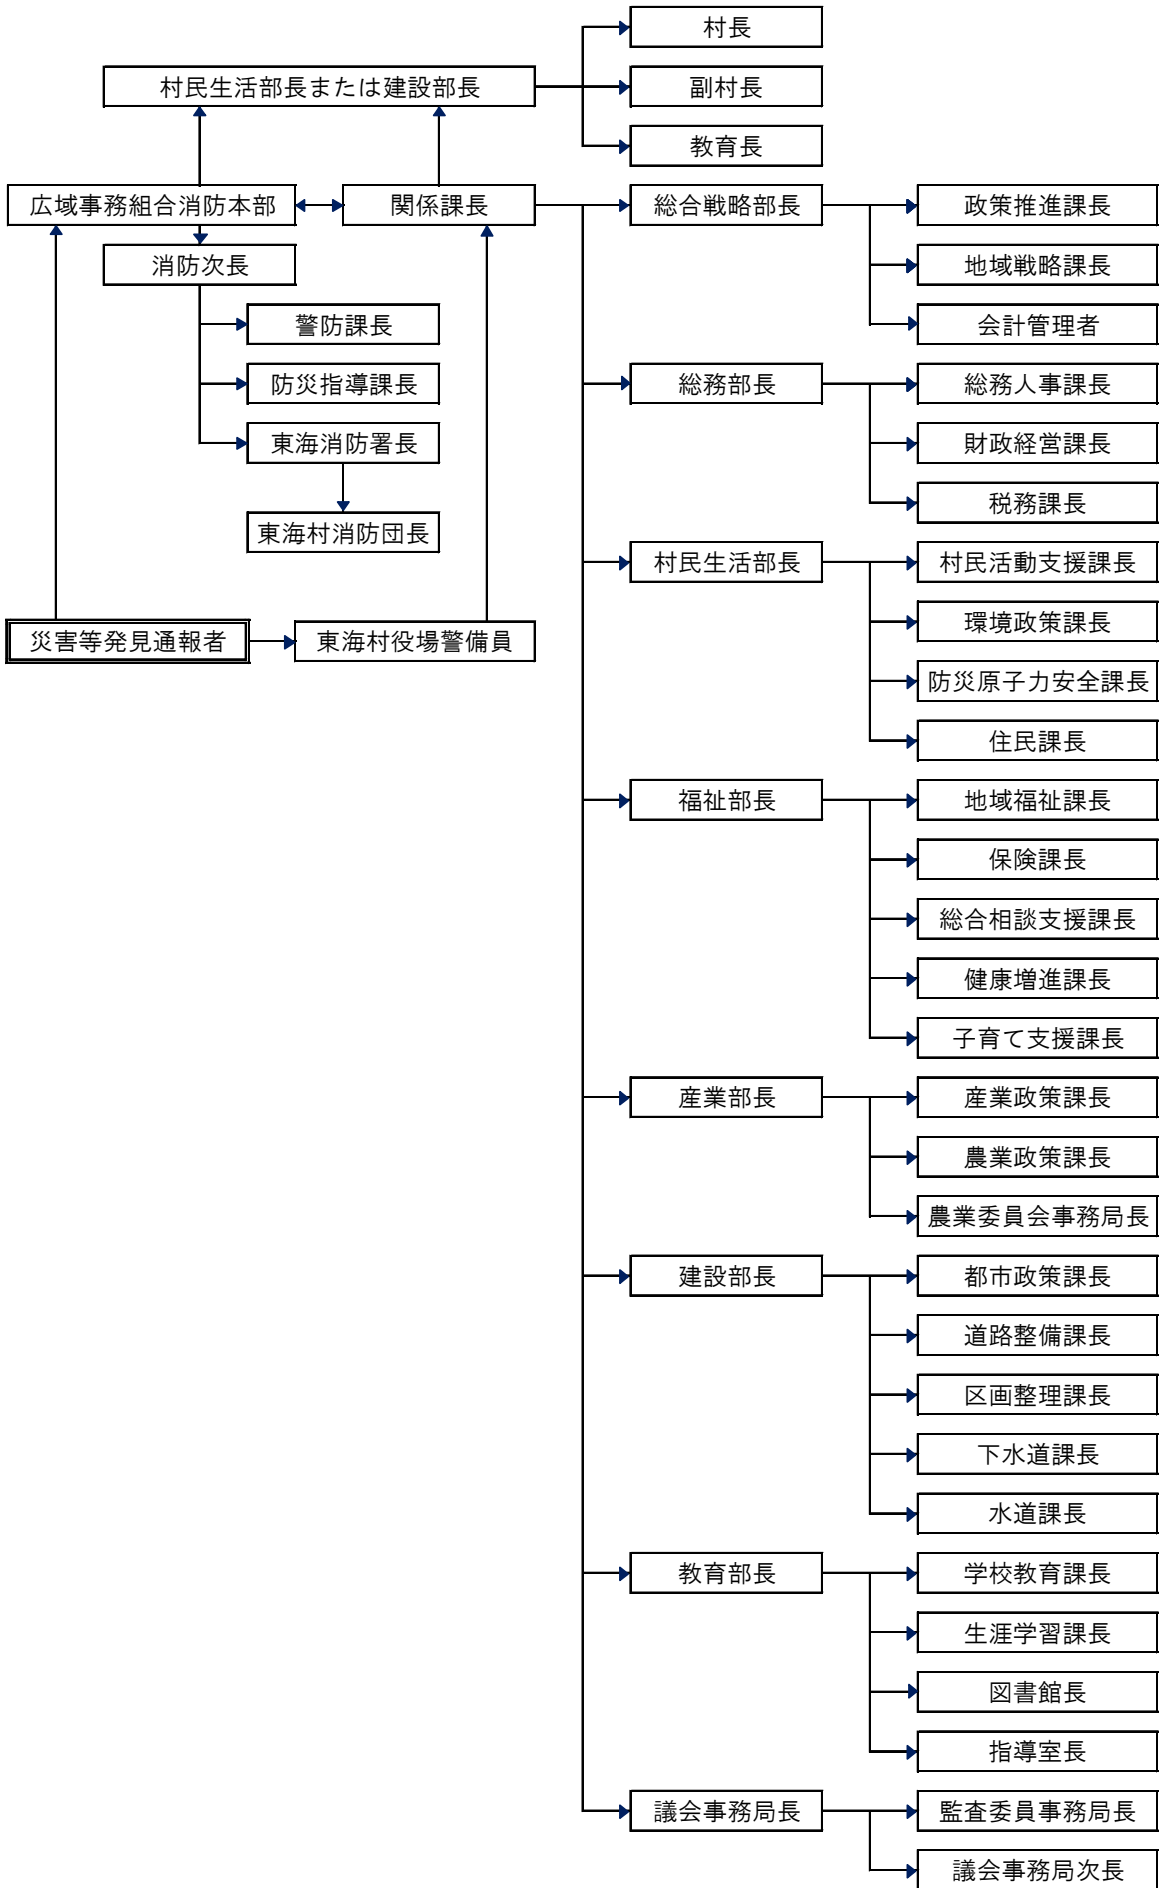 村長
村民生活部長または建設部長
副村長
教育長
広域事務組合消防本部
関係課長
総合戦略部長
政策推進課長
消防次長
地域戦略課長
警防課長
会計管理者
防災指導課長
総務部長
総務人事課長
東海消防署長
財政経営課長
税務課長
東海村消防団長
村民生活部長
村民活動支援課長
災害等発見通報者
東海村役場警備員
環境政策課長
防災原子力安全課長
住民課長
福祉部長
地域福祉課長
保険課長
総合相談支援課長
健康増進課長
子育て支援課長
産業部長
産業政策課長
農業政策課長
農業委員会事務局長
建設部長
都市政策課長
道路整備課長
区画整理課長
下水道課長
水道課長
教育部長
学校教育課長
生涯学習課長
図書館長
指導室長
議会事務局長
監査委員事務局長
議会事務局次長